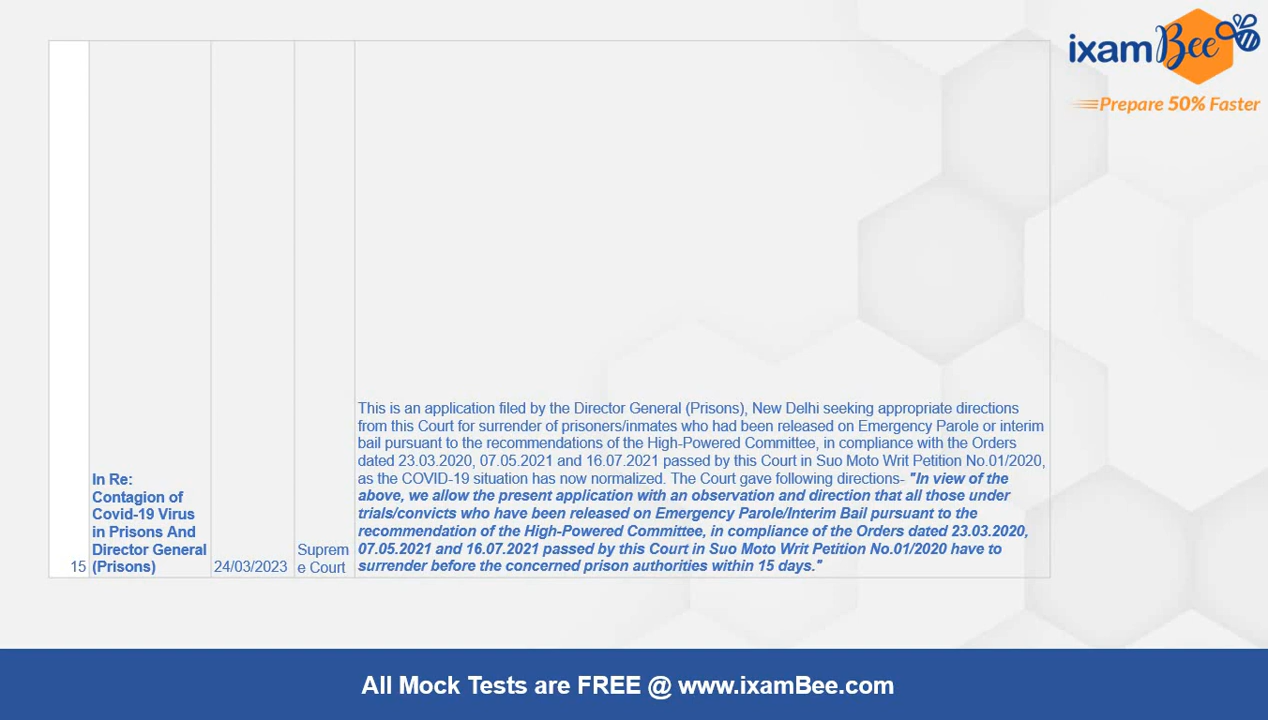 ixamBee
Prepare 50% Faster
This is an application filed by the Director General (Prisons), New Delhi seeking appropriate directions
from this Court for surrender of prisoners/inmates who had been released on Emergency Parole or interim
bail pursuant to the recommendations of the High-Powered Committee, in compliance with the Orders
dated 23.03.2020, 07.05.2021 and 16.07.2021 passed by this Court in Suo Moto Writ Petition No.01/2020,
as the COVID-19 situation has now normalized. The Court gave following directions- "In view of the
above, we allow the present application with an observation and direction that all those under
trials/convicts who have been released on Emergency Parole/Interim Bail pursuant to the
recommendation of the High-Powered Committee, in compliance of the Orders dated 23.03.2020,
07.05.2021 and 16.07.2021 passed by this Court in Suo Moto Writ Petition No.01/2020 have to
surrender before the concerned prison authorities within 15 days."
15
In Re:
Contagion of
Covid-19 Virus
in Prisons And
Director General
(Prisons)
24/03/2023
Suprem
e Court
All Mock Tests are FREE @ www.ixamBee.com